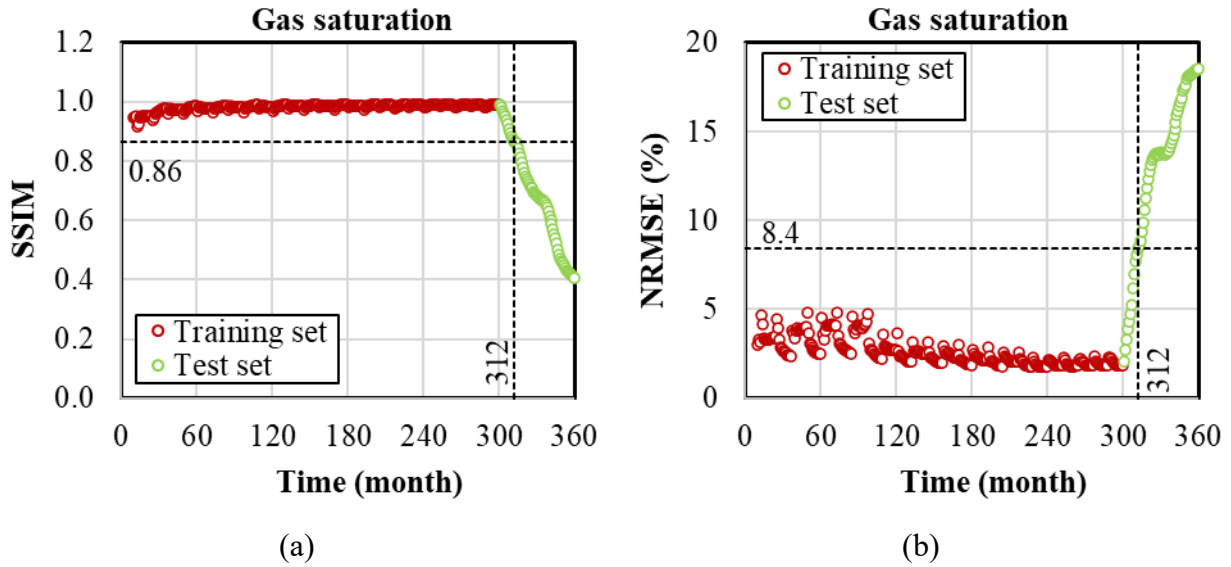 Gas saturation
SSIM
1.2
1.0
0.8
0.6
0.4
0.2
0.0
0.86
312
Training set
Test set
0 60 120 180 240 300 360
Time (month)
(a)
Gas saturation
NRMSE (%)
20
15
10
5
0
Training set
Test set
8.4
312
0 60 120 180 240 300 360
Time (month)
(b)